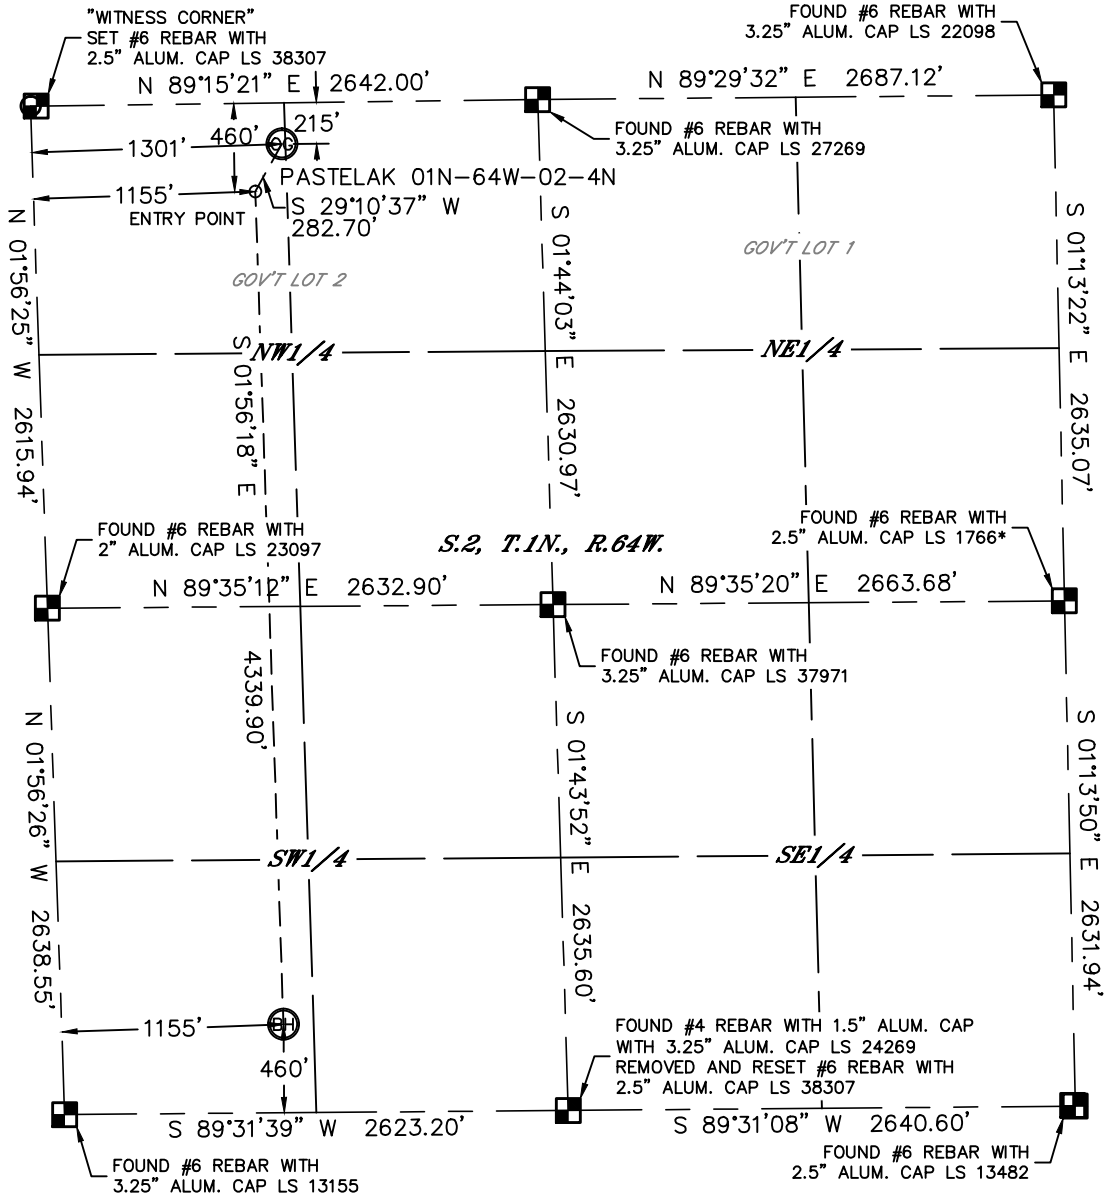 "WITNESS CORNER"
SET #6 REBAR WITH
2.5" ALUM. CAP LS 38307
FOUND #6 REBAR WITH
3.25" ALUM. CAP LS 22098
N 89°15'21" E 2642.00'
N 89°29'32" E 2687.12'
FOUND #6 REBAR WITH
3.25" ALUM. CAP LS 27269
1301'
460'
215'
OG
PASTELAK 01N-64W-02-4N
1155'
ENTRY POINT
S 29°10'37" W
282.70'
GOV'T LOT 2
GOV'T LOT 1
N 01°56'25" W 2615.94'
S 01°56'18" E
4339.90'
S 01°44'03" E 2630.97'
S 01°13'22" E 2635.07'
NW1/4
NE1/4
FOUND #6 REBAR WITH
2" ALUM. CAP LS 23097
S.2, T.1N., R.64W.
FOUND #6 REBAR WITH
2.5" ALUM. CAP LS 1766*
N 89°35'12" E 2632.90'
N 89°35'20" E 2663.68'
FOUND #6 REBAR WITH
3.25" ALUM. CAP LS 37971
N 01°56'26" W 2638.55'
S 01°43'52" E 2635.60'
S 01°13'50" E 2631.94'
SW1/4
SE1/4
1155'
BH
460'
FOUND #4 REBAR WITH 1.5" ALUM. CAP
WITH 3.25" ALUM. CAP LS 24269
REMOVED AND RESET #6 REBAR WITH
2.5" ALUM. CAP LS 38307
S 89°31'39" W 2623.20'
S 89°31'08" W 2640.60'
FOUND #6 REBAR WITH
3.25" ALUM. CAP LS 13155
FOUND #6 REBAR WITH
2.5" ALUM. CAP LS 13482